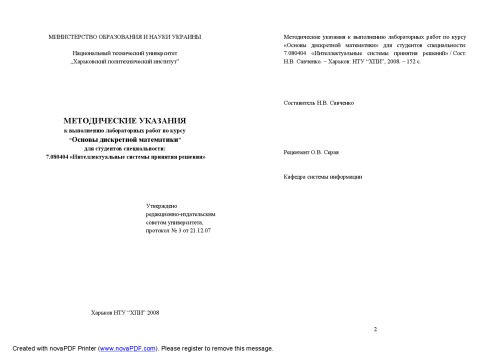 МИНИСТЕРСТВО ОБРАЗОВАНИЯ И НАУКИ УКРАИНЫ
Национальный технический университет
„Харьковский политехнический институт”
МЕТОДИЧЕСКИЕ УКАЗАНИЯ
к выполнению лабораторных работ по курсу
“Основы дискретной математики”
для студентов специальности:
7.080404 «Интеллектуальные системы принятия решения»
Утверждено
редакционно-издательским
советом университета,
протокол № 3 от 21.12.07
Харьков НТУ “ХПИ” 2008
Методические указания к выполнению лабораторных работ по курсу
«Основы дискретной математики» для студентов специальности:
7.080404 «Интеллектуальные системы принятия решений» / Сост.
Н.В. Савченко. – Харьков: НТУ “ХПИ”, 2008. – 152 с.
Составитель Н.В. Савченко
Рецензент О.В. Серая
Кафедра системы информации
2
Created with novaPDF Printer (www.novaPDF.com). Please register to remove this message.